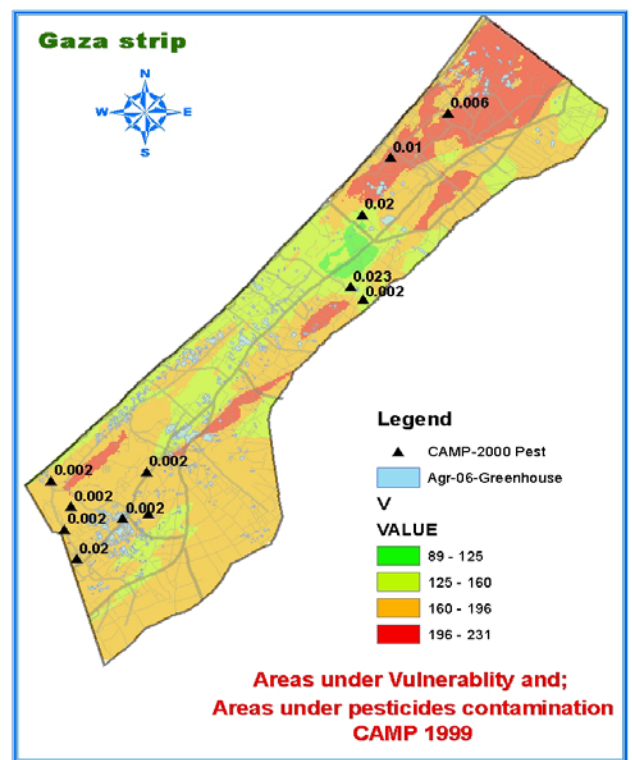 Gaza strip
N
W E
S
0.006
0.01
0.02
0.023
0.002
0.002
0.002
0.002
0.002
0.002
0.02
Legend
CAMP-2000 Pest
Agr-06-Greenhouse
V
VALUE
89 - 125
125 - 160
160 - 196
196 - 231
Areas under Vulnerablity and;
Areas under pesticides contamination
CAMP 1999